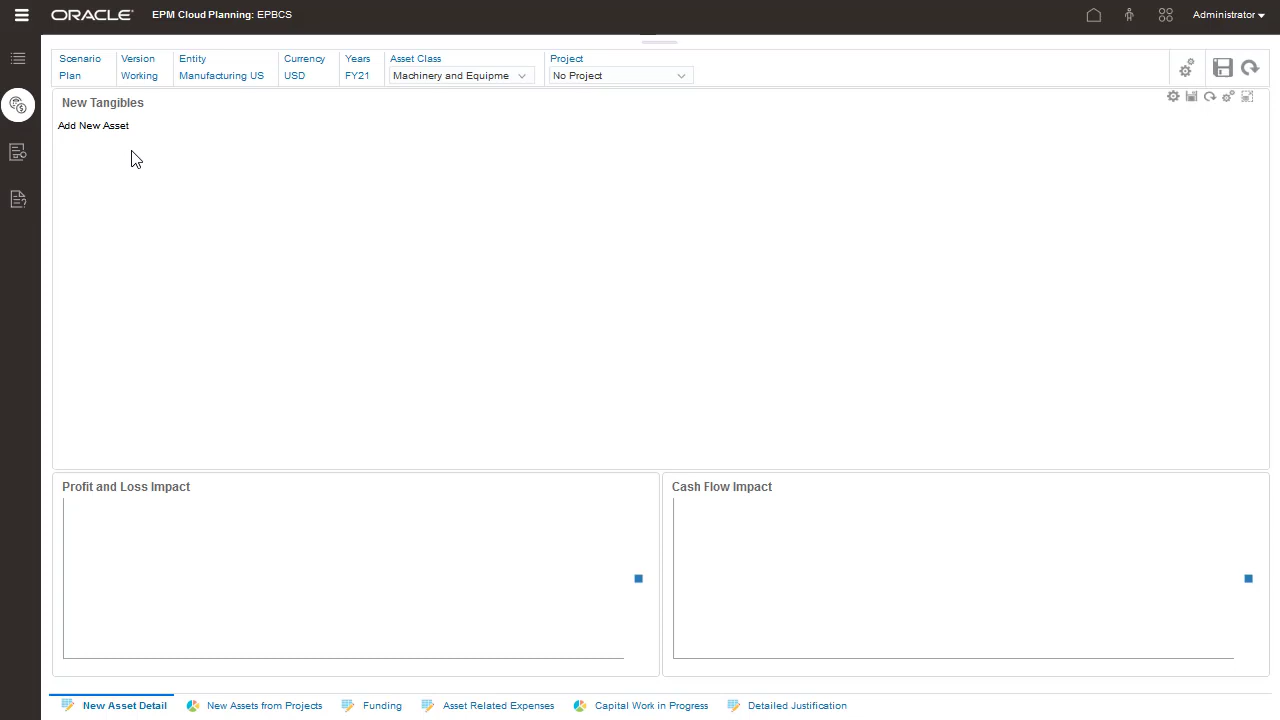 ORACLE EPM Cloud Planning: EPBCS Administrator
Scenario Version Entity Currency Years Asset Class Project
Plan Working Manufacturing US USD FY21 Machinery and Equipme No Project
New Tangibles
Add New Asset
Profit and Loss Impact Cash Flow Impact
New Asset Detail New Assets from Projects Funding Asset Related Expenses Capital Work in Progress Detailed Justification